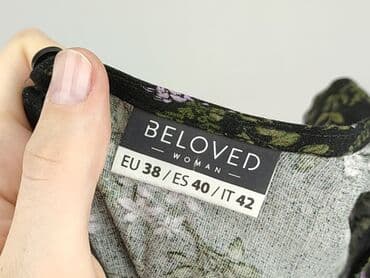 BELOVED
— WOMAN —
EU 38 / ES 40 / IT 42